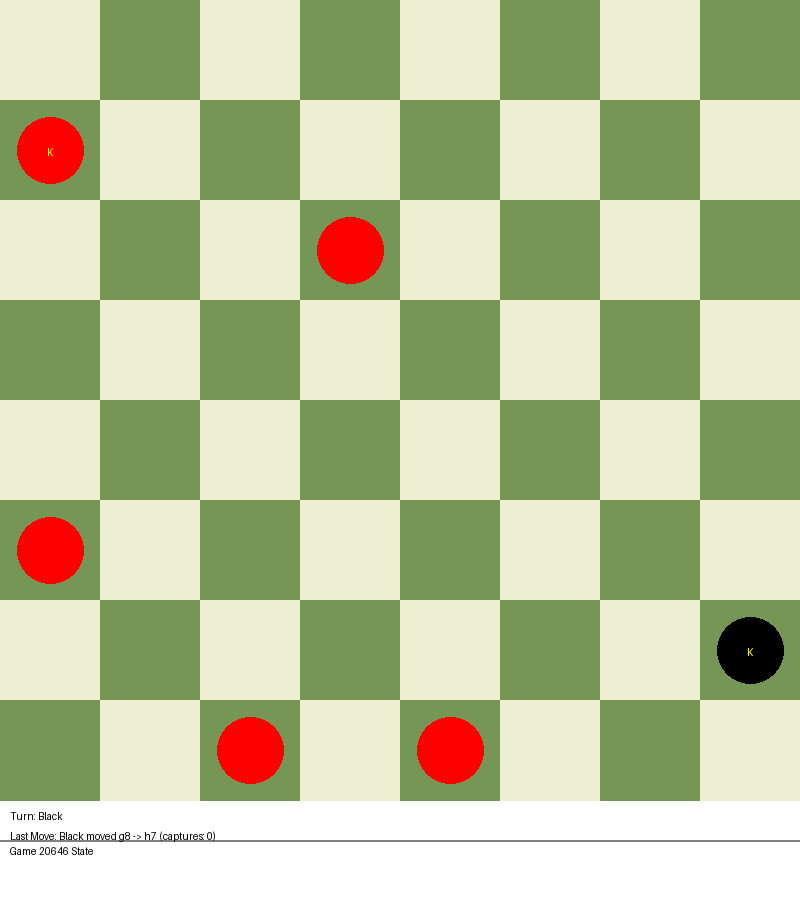 K
K
Turn: Black
Last Move: Black moved g8 -> h7 (captures: 0)
Game 20646 State